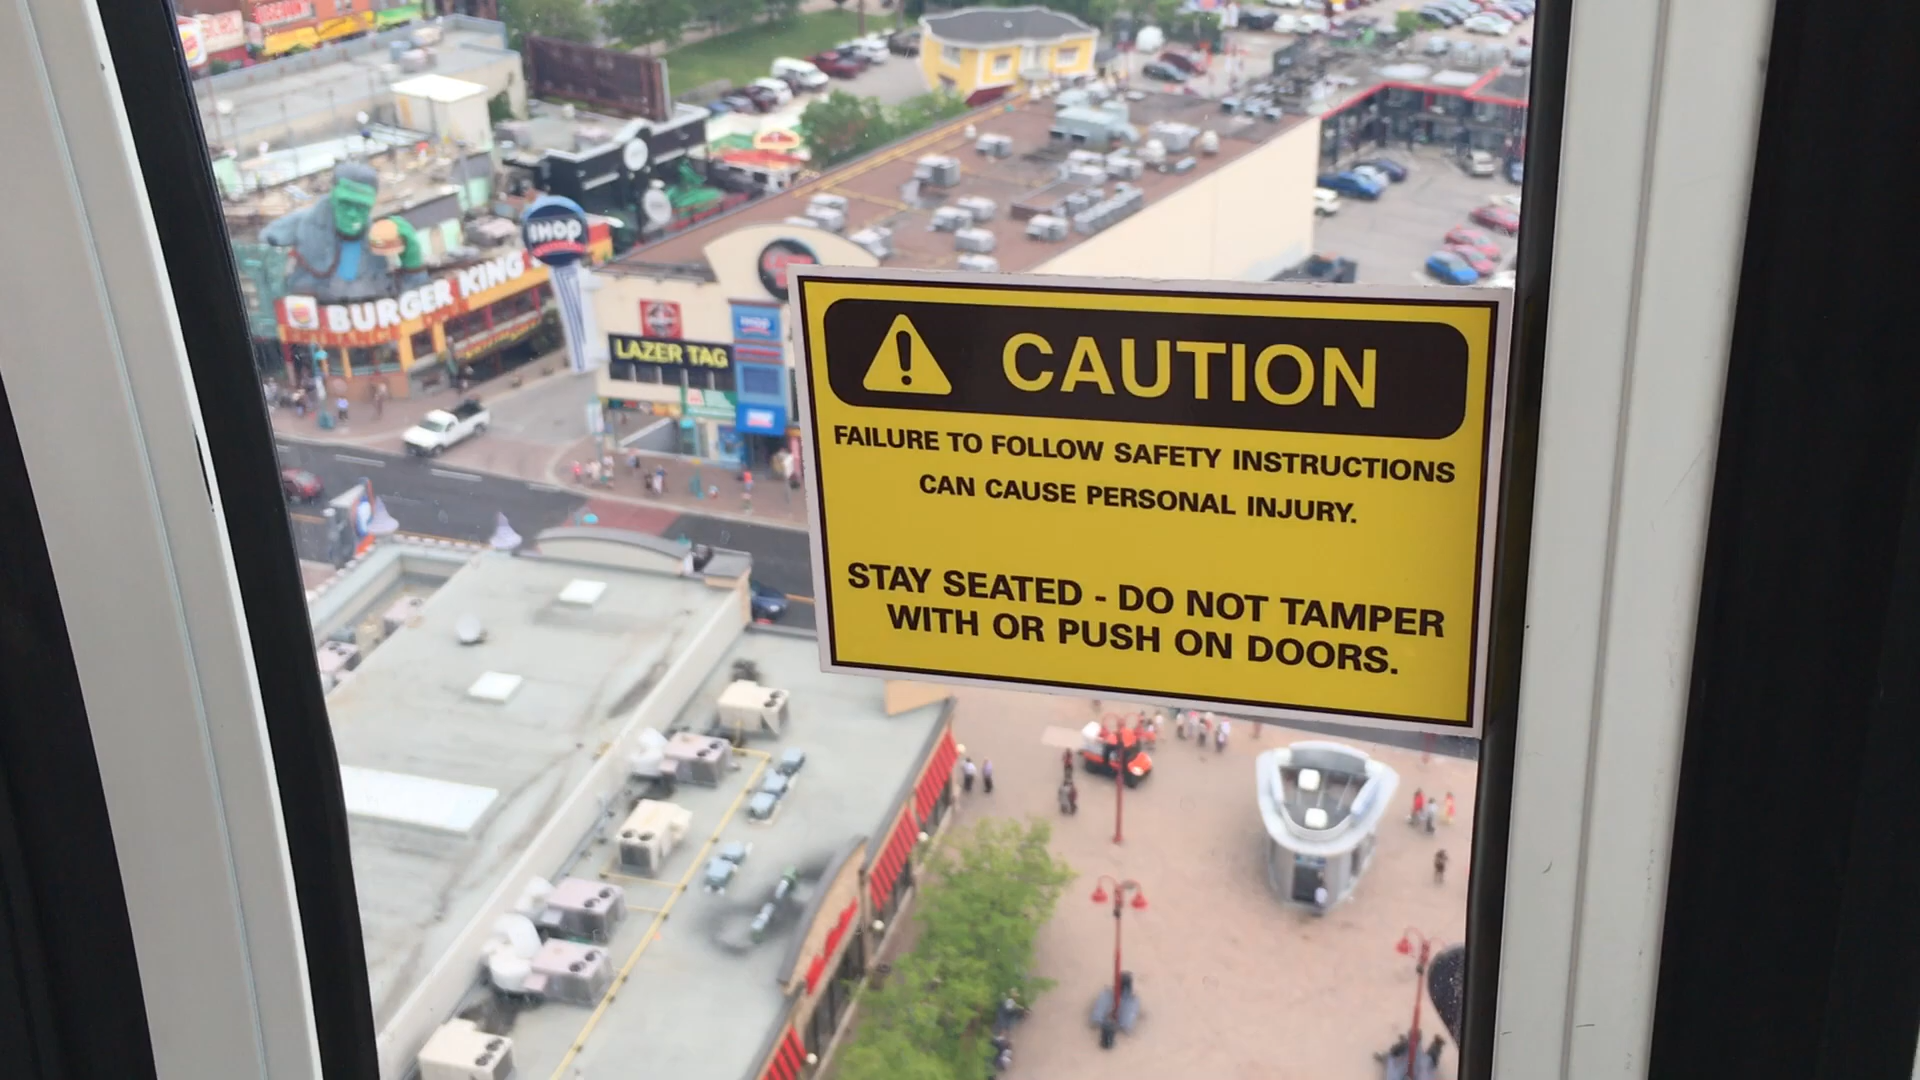 BURGER KING
IHOP
LAZER TAG
IHOP
CAUTION
FAILURE TO FOLLOW SAFETY INSTRUCTIONS
CAN CAUSE PERSONAL INJURY.
STAY SEATED - DO NOT TAMPER
WITH OR PUSH ON DOORS.